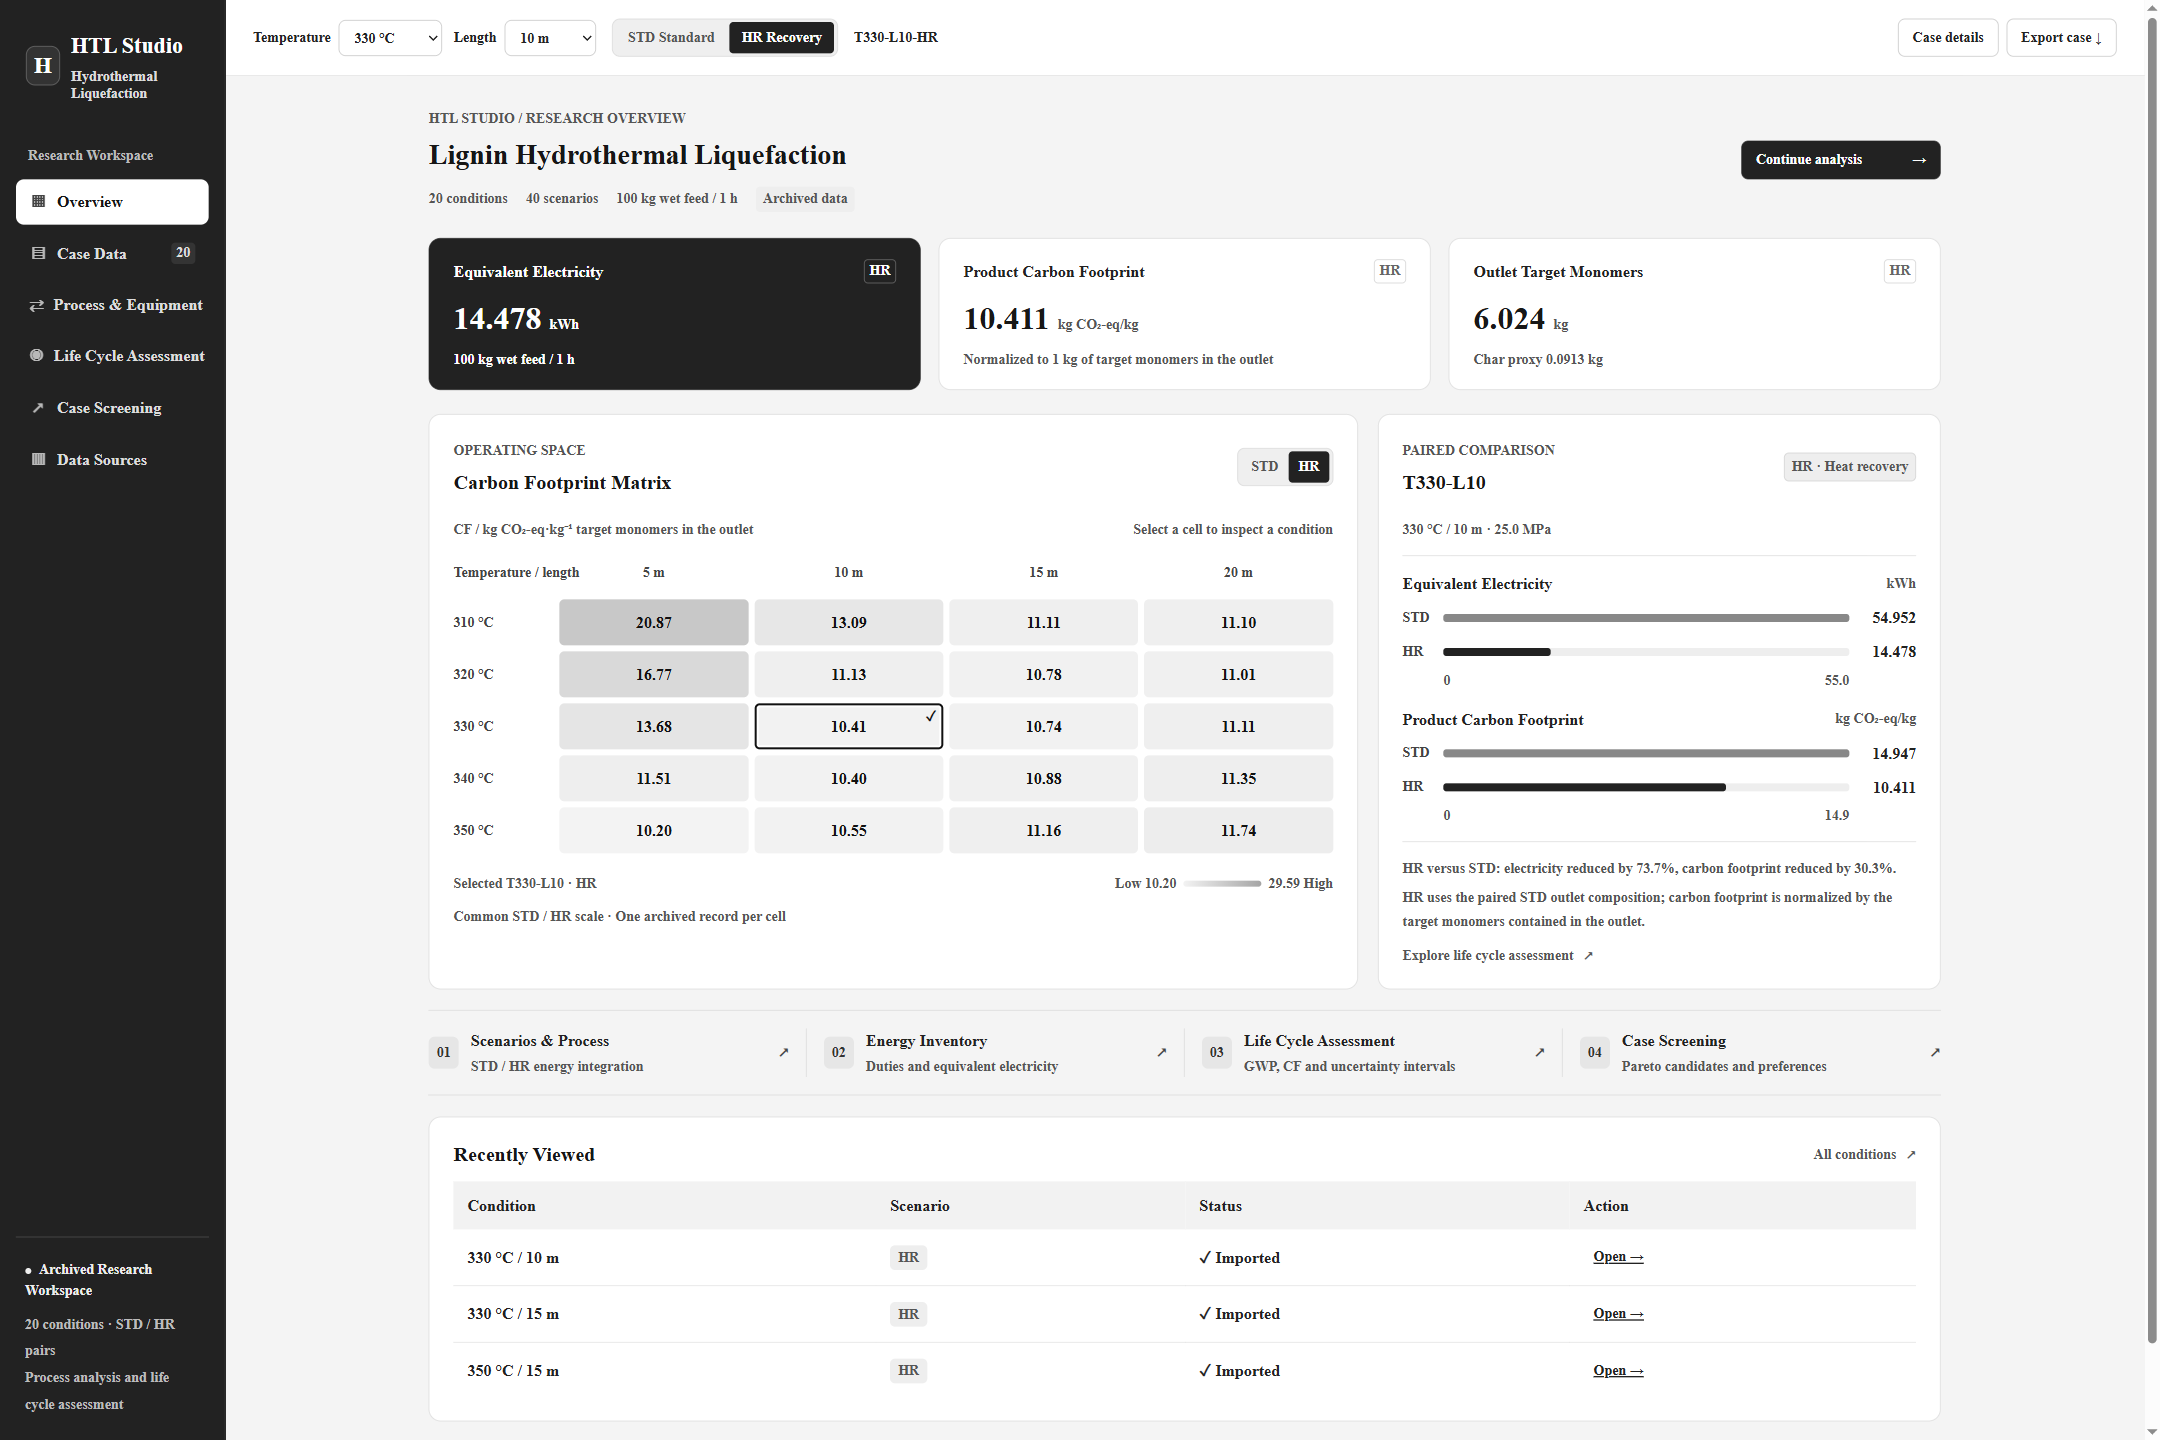 H
HTL Studio
Hydrothermal
Liquefaction
Research Workspace
Overview
Case Data 20
Process & Equipment
Life Cycle Assessment
Case Screening
Data Sources
Archived Research
Workspace
20 conditions · STD / HR
pairs
Process analysis and life
cycle assessment
Temperature 330 °C Length 10 m STD Standard HR Recovery T330-L10-HR Case details Export case ↓
HTL STUDIO / RESEARCH OVERVIEW
Lignin Hydrothermal Liquefaction
Continue analysis →
20 conditions 40 scenarios 100 kg wet feed / 1 h Archived data
Equivalent Electricity HR
14.478 kWh
100 kg wet feed / 1 h
Product Carbon Footprint HR
10.411 kg CO₂-eq/kg
Normalized to 1 kg of target monomers in the outlet
Outlet Target Monomers HR
6.024 kg
Char proxy 0.0913 kg
OPERATING SPACE
Carbon Footprint Matrix
STD HR
CF / kg CO₂-eq·kg⁻¹ target monomers in the outlet Select a cell to inspect a condition
Temperature / length 5 m 10 m 15 m 20 m
310 °C 20.87 13.09 11.11 11.10
320 °C 16.77 11.13 10.78 11.01
330 °C 13.68 10.41 ✓ 10.74 11.11
340 °C 11.51 10.40 10.88 11.35
350 °C 10.20 10.55 11.16 11.74
Selected T330-L10 · HR Low 10.20 29.59 High
Common STD / HR scale · One archived record per cell
PAIRED COMPARISON
T330-L10
HR · Heat recovery
330 °C / 10 m · 25.0 MPa
Equivalent Electricity kWh
STD 54.952
HR 14.478
0 55.0
Product Carbon Footprint kg CO₂-eq/kg
STD 14.947
HR 10.411
0 14.9
HR versus STD: electricity reduced by 73.7%, carbon footprint reduced by 30.3%.
HR uses the paired STD outlet composition; carbon footprint is normalized by the
target monomers contained in the outlet.
Explore life cycle assessment ↗
01 Scenarios & Process ↗
STD / HR energy integration
02 Energy Inventory ↗
Duties and equivalent electricity
03 Life Cycle Assessment ↗
GWP, CF and uncertainty intervals
04 Case Screening ↗
Pareto candidates and preferences
Recently Viewed All conditions ↗
Condition Scenario Status Action
330 °C / 10 m HR ✓ Imported Open →
330 °C / 15 m HR ✓ Imported Open →
350 °C / 15 m HR ✓ Imported Open →